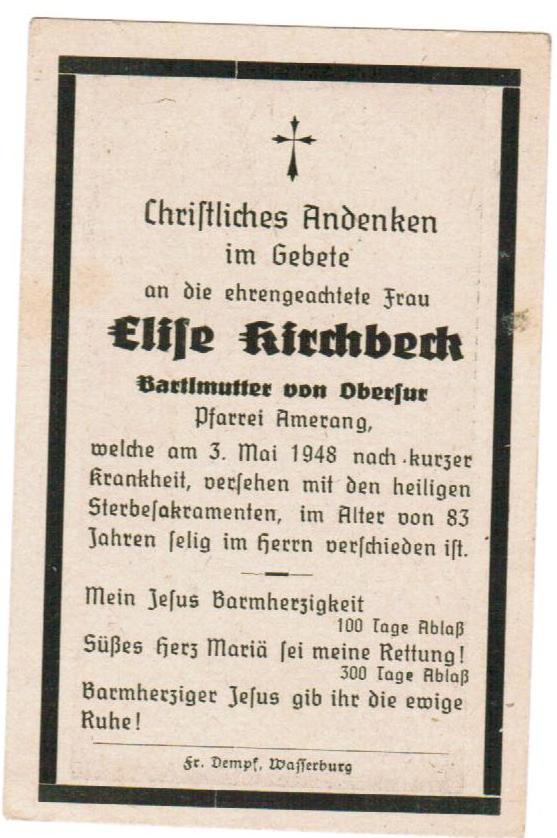 Christliches Andenken
im Gebete
an die ehrengeachtete Frau
Elise Kirchbeck
Bartlmutter von Obersur
Pfarrei Amerang,
welche am 3. Mai 1948 nach kurzer
Krankheit, versehen mit den heiligen
Sterbesakramenten, im Alter von 83
Jahren selig im Herrn verschieden ist.
Mein Jesus Barmherzigkeit
100 Tage Ablaß
Süßes Herz Mariä sei meine Rettung!
300 Tage Ablaß
Barmherziger Jesus gib ihr die ewige
Ruhe!
Fr. Dempf, Wasserburg